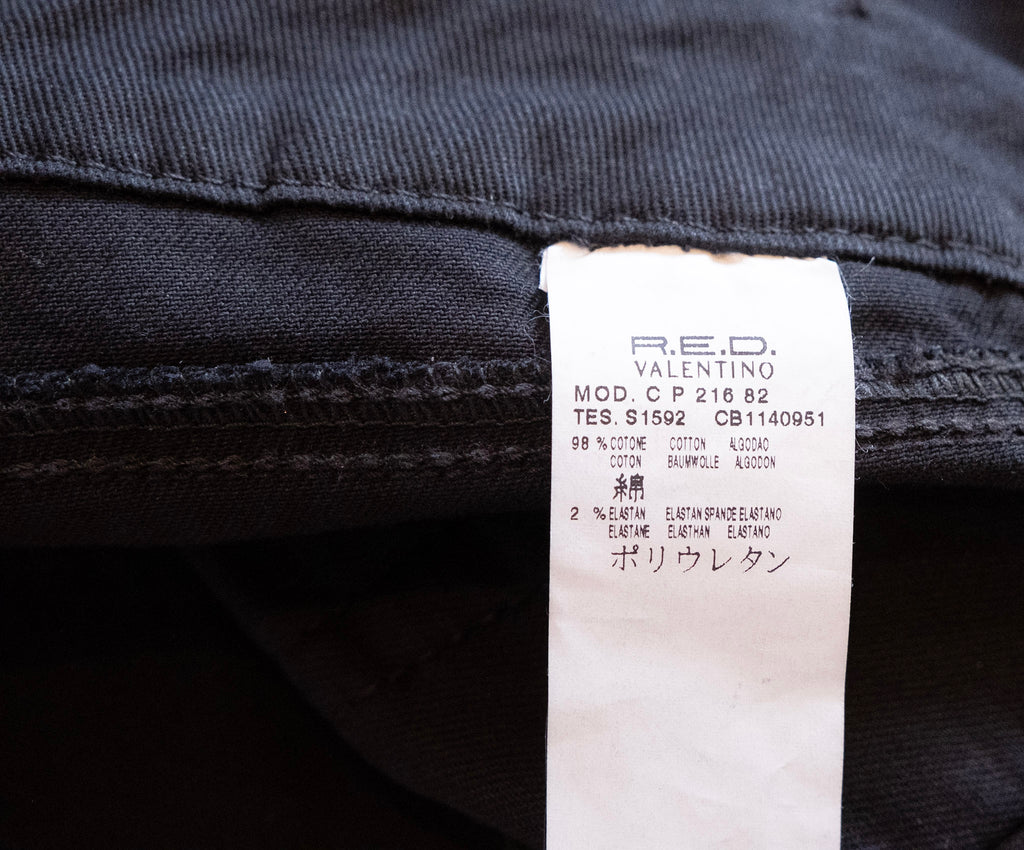 R.E.D.
VALENTINO
MOD. C P 216 82
TES. S1592 CB1140951
98 % COTONE COTTON ALGODAO
COTON BAUMWOLLE ALGODON
綿
2 % ELASTAN ELASTAN SPANDE ELASTANO
ELASTANE ELASTHAN ELASTANO
ポリウレタン